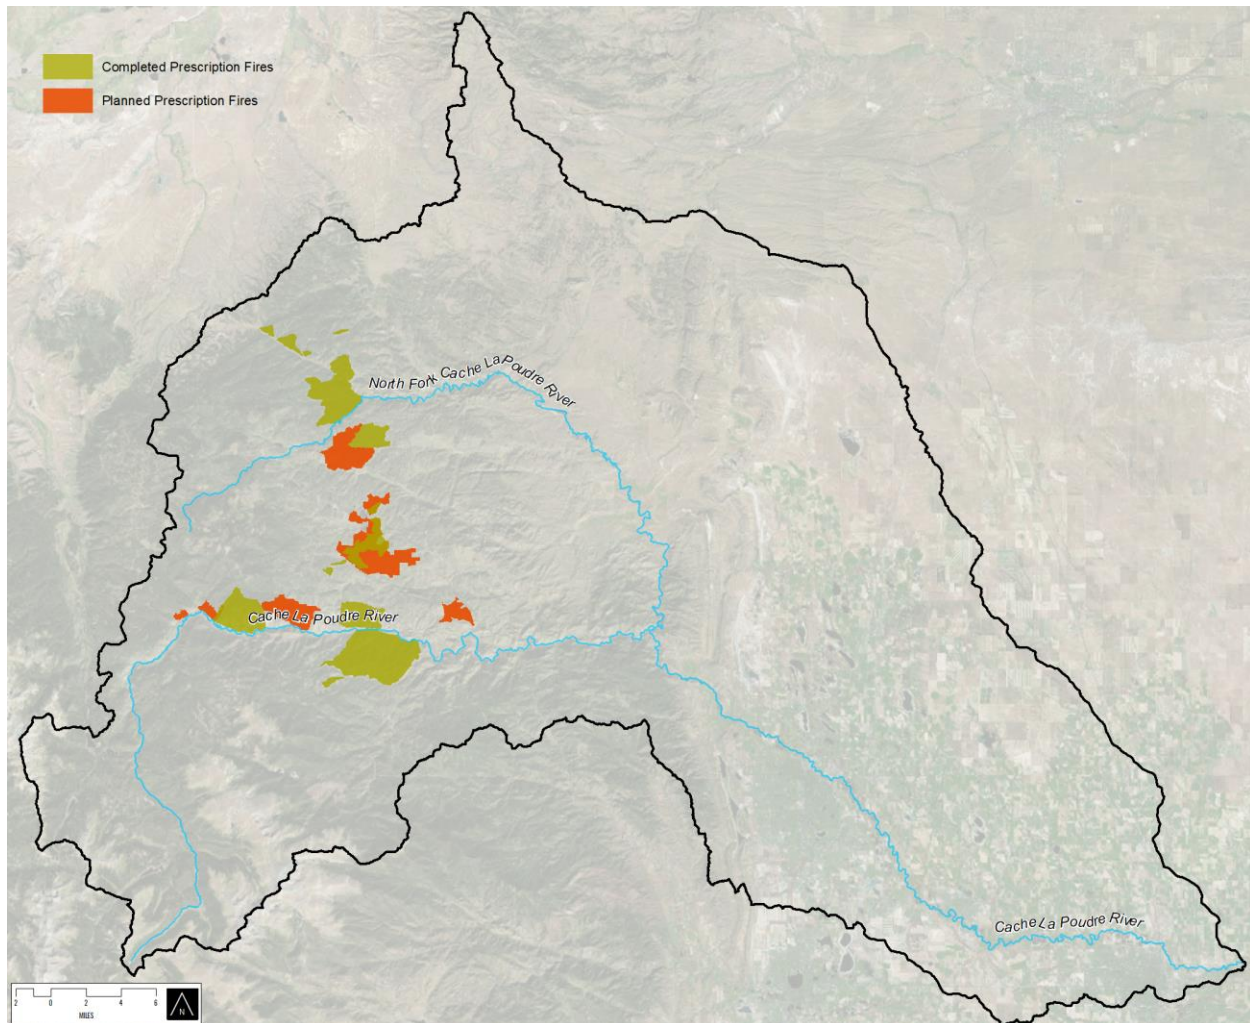 Completed Prescription Fires
Planned Prescription Fires
North Fork Cache La Poudre River
Cache La Poudre River
Cache La Poudre River
2 0 2 4 6
MILES
N